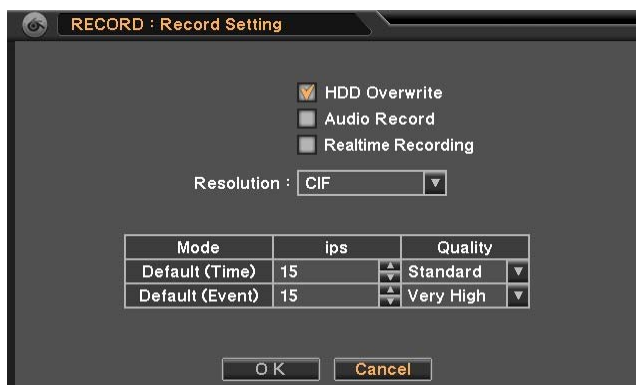 RECORD : Record Setting
HDD Overwrite
Audio Record
Realtime Recording
Resolution : CIF
Mode ips Quality
Default (Time) 15 Standard
Default (Event) 15 Very High
OK Cancel